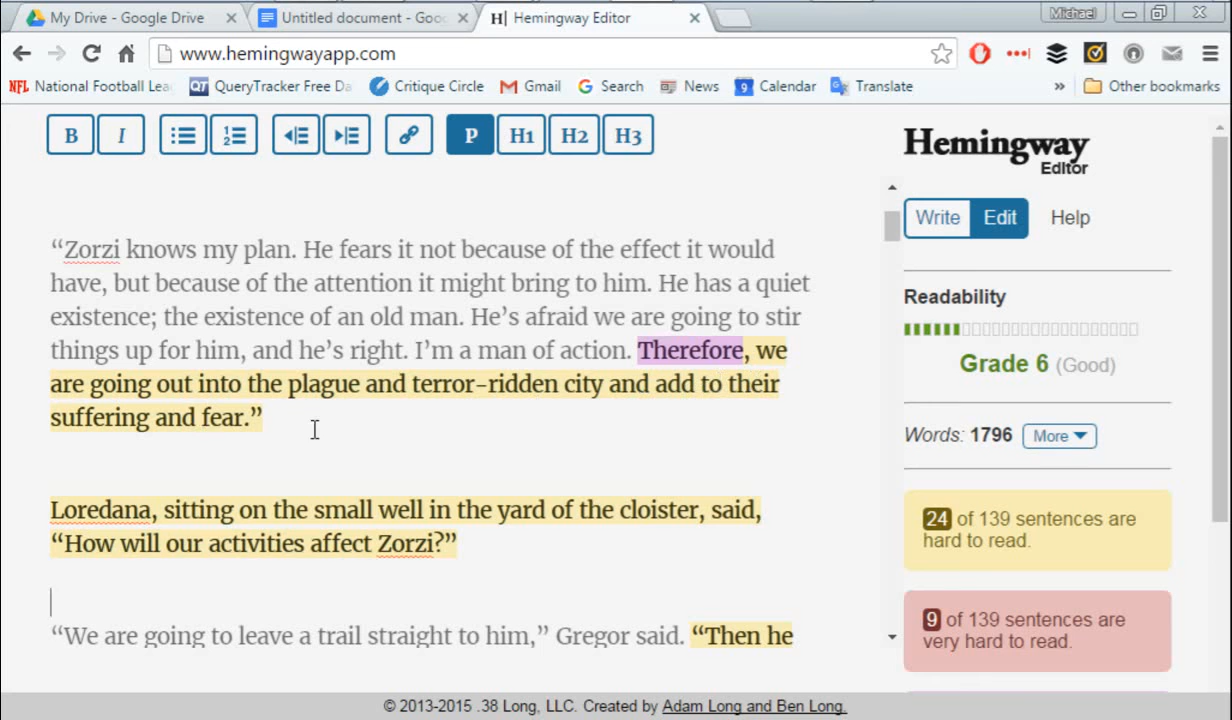 My Drive - Google Drive
Untitled document - Goo
Hemingway Editor
Michael
www.hemingwayapp.com
NFL National Football Lea
QT QueryTracker Free Da
Critique Circle
Gmail
G Search
News
9 Calendar
Translate
»
Other bookmarks
B I P H1 H2 H3
Hemingway
Editor
Write Edit Help
“Zorzi knows my plan. He fears it not because of the effect it would
have, but because of the attention it might bring to him. He has a quiet
existence; the existence of an old man. He’s afraid we are going to stir
things up for him, and he’s right. I’m a man of action. Therefore, we
are going out into the plague and terror-ridden city and add to their
suffering and fear.”
Loredana, sitting on the small well in the yard of the cloister, said,
“How will our activities affect Zorzi?”
“We are going to leave a trail straight to him,” Gregor said. “Then he
Readability
Grade 6 (Good)
Words: 1796 More
24 of 139 sentences are
hard to read.
9 of 139 sentences are
very hard to read.
© 2013-2015 .38 Long, LLC. Created by Adam Long and Ben Long.